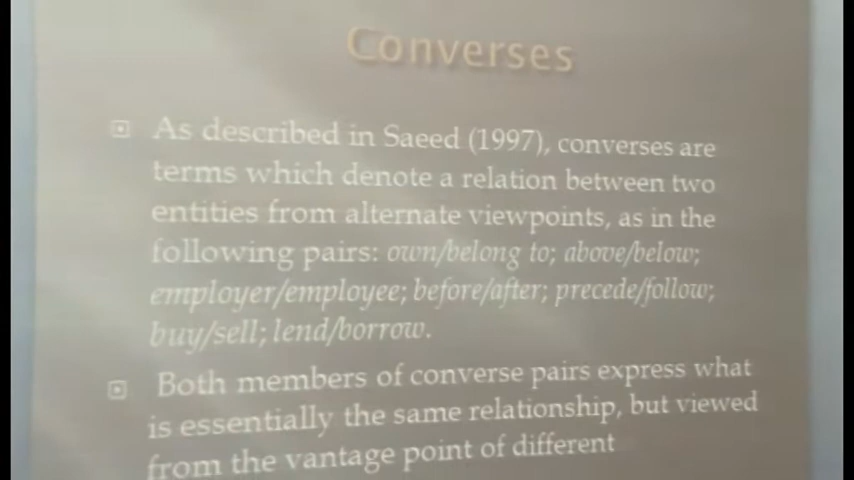 Converses
As described in Saeed (1997), converses are
terms which denote a relation between two
entities from alternate viewpoints, as in the
following pairs: own/belong to; above/below;
employer/employee; before/after; precede/follow;
buy/sell; lend/borrow.
Both members of converse pairs express what
is essentially the same relationship, but viewed
from the vantage point of different